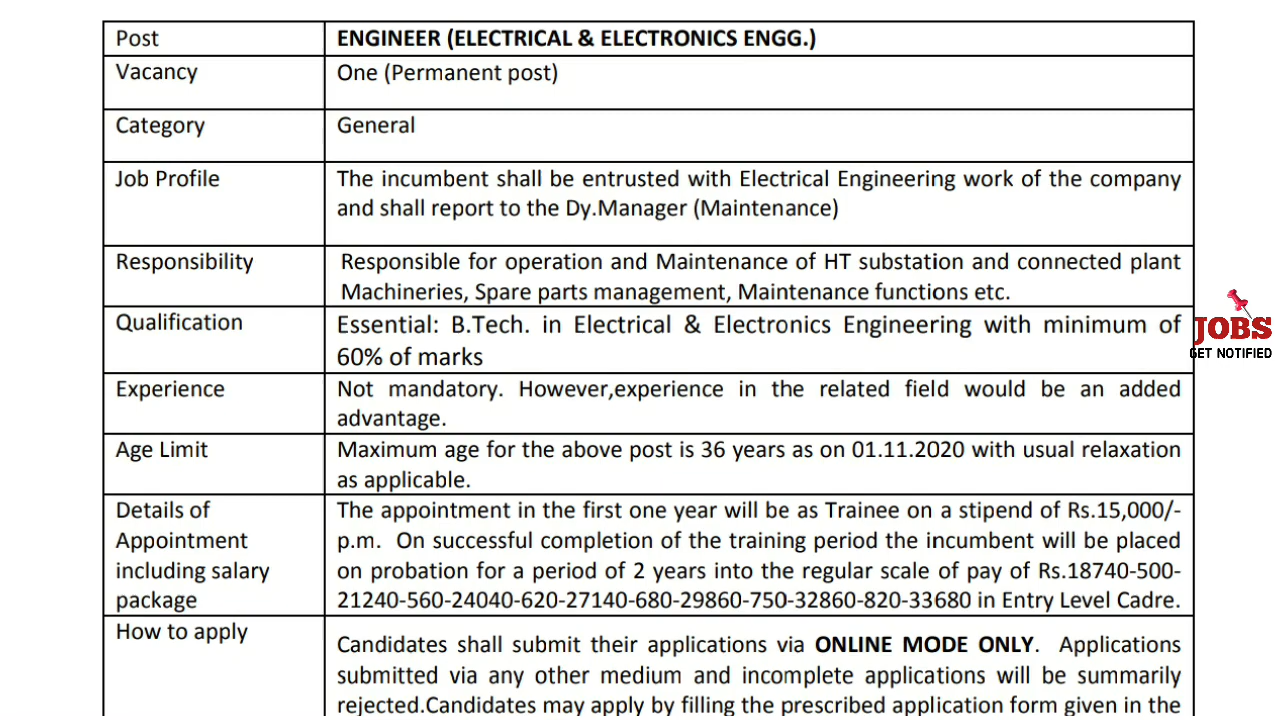 Post
ENGINEER (ELECTRICAL & ELECTRONICS ENGG.)
Vacancy
One (Permanent post)
Category
General
Job Profile
The incumbent shall be entrusted with Electrical Engineering work of the company
and shall report to the Dy.Manager (Maintenance)
Responsibility
Responsible for operation and Maintenance of HT substation and connected plant
Machineries, Spare parts management, Maintenance functions etc.
Qualification
Essential: B.Tech. in Electrical & Electronics Engineering with minimum of
60% of marks
Experience
Not mandatory. However,experience in the related field would be an added
advantage.
Age Limit
Maximum age for the above post is 36 years as on 01.11.2020 with usual relaxation
as applicable.
Details of
Appointment
including salary
package
The appointment in the first one year will be as Trainee on a stipend of Rs.15,000/-
p.m. On successful completion of the training period the incumbent will be placed
on probation for a period of 2 years into the regular scale of pay of Rs.18740-500-
21240-560-24040-620-27140-680-29860-750-32860-820-33680 in Entry Level Cadre.
How to apply
Candidates shall submit their applications via ONLINE MODE ONLY. Applications
submitted via any other medium and incomplete applications will be summarily
rejected.Candidates may apply by filling the prescribed application form given in the
JOBS
GET NOTIFIED